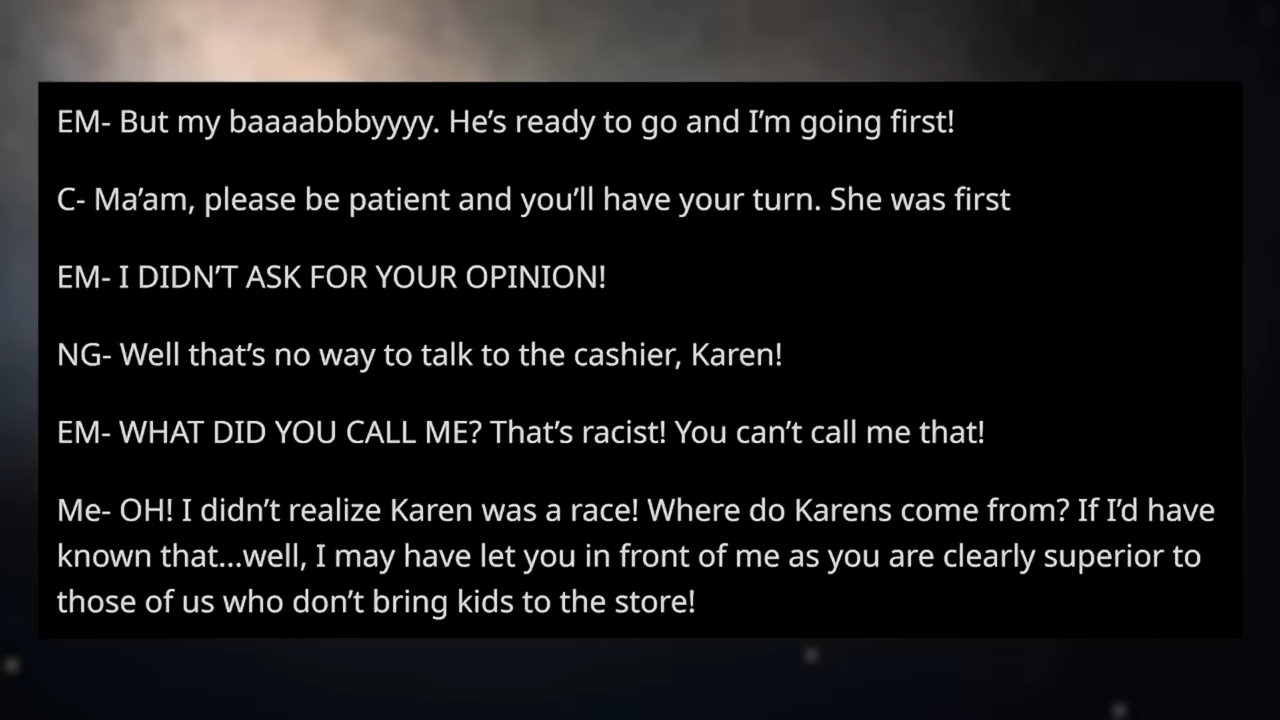 EM- But my baaaabbbyyyy. He’s ready to go and I’m going first!
C- Ma’am, please be patient and you’ll have your turn. She was first
EM- I DIDN’T ASK FOR YOUR OPINION!
NG- Well that’s no way to talk to the cashier, Karen!
EM- WHAT DID YOU CALL ME? That’s racist! You can’t call me that!
Me- OH! I didn’t realize Karen was a race! Where do Karens come from? If I’d have
known that...well, I may have let you in front of me as you are clearly superior to
those of us who don’t bring kids to the store!